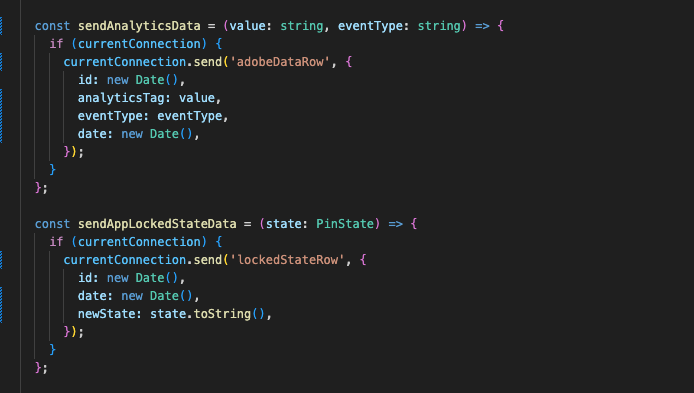 const sendAnalyticsData = (value: string, eventType: string) => {
if (currentConnection) {
currentConnection.send('adobeDataRow', {
id: new Date(),
analyticsTag: value,
eventType: eventType,
date: new Date(),
});
}
};
const sendAppLockedStateData = (state: PinState) => {
if (currentConnection) {
currentConnection.send('lockedStateRow', {
id: new Date(),
date: new Date(),
newState: state.toString(),
});
}
};